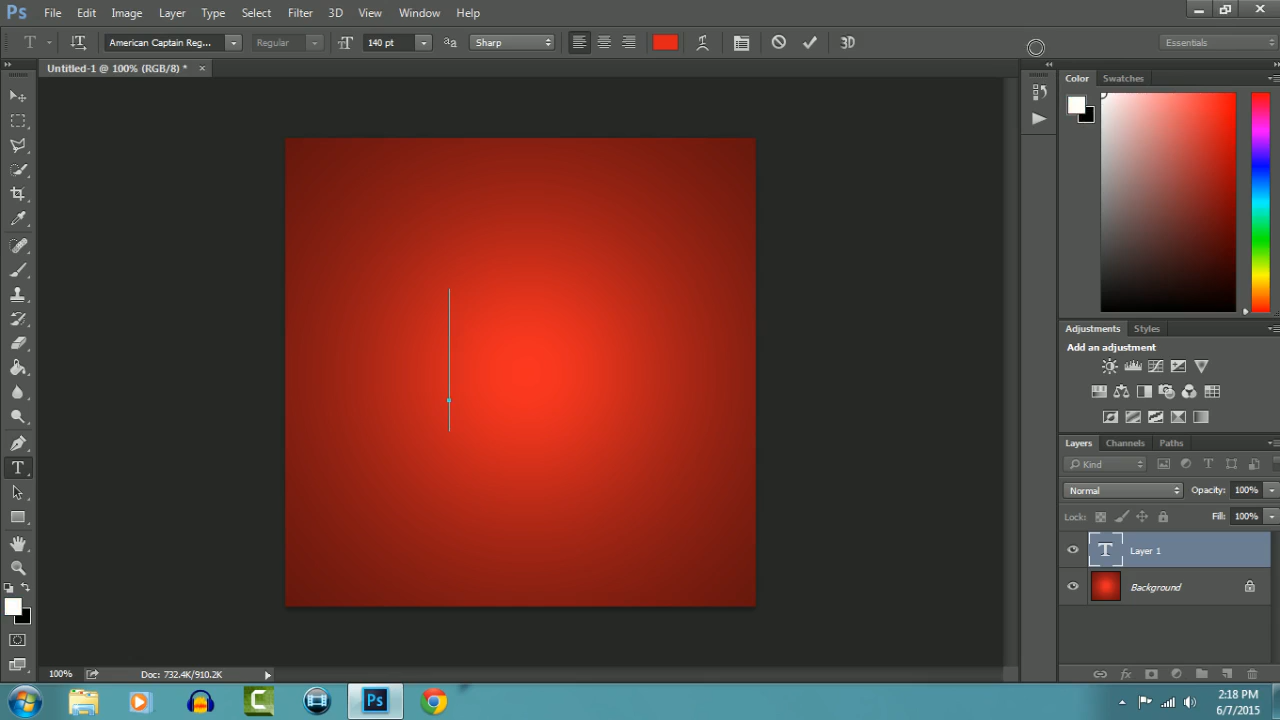 Ps File Edit Image Layer Type Select Filter 3D View Window Help
T American Captain Reg... Regular 140 pt Sharp 3D Essentials
Untitled-1 @ 100% (RGB/8) * ×
Color Swatches
Adjustments Styles
Add an adjustment
Layers Channels Paths
Kind
Normal Opacity: 100%
Lock: Fill: 100%
T Layer 1
Background
100% Doc: 732.4K/910.2K
Ps
2:18 PM
6/7/2015